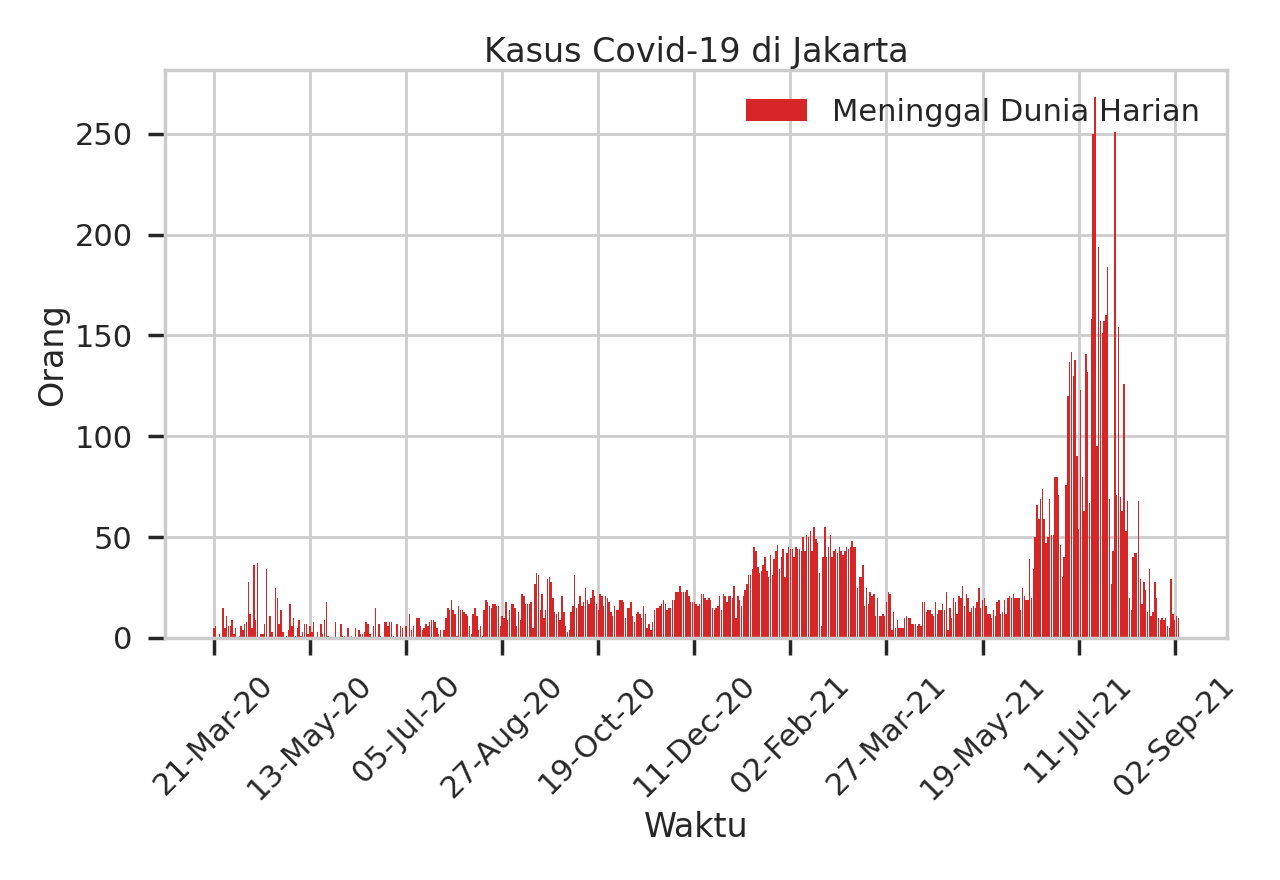 Kasus Covid-19 di Jakarta
Meninggal Dunia Harian
Orang
250
200
150
100
50
0
21-Mar-20
13-May-20
05-Jul-20
27-Aug-20
19-Oct-20
11-Dec-20
02-Feb-21
27-Mar-21
19-May-21
11-Jul-21
02-Sep-21
Waktu